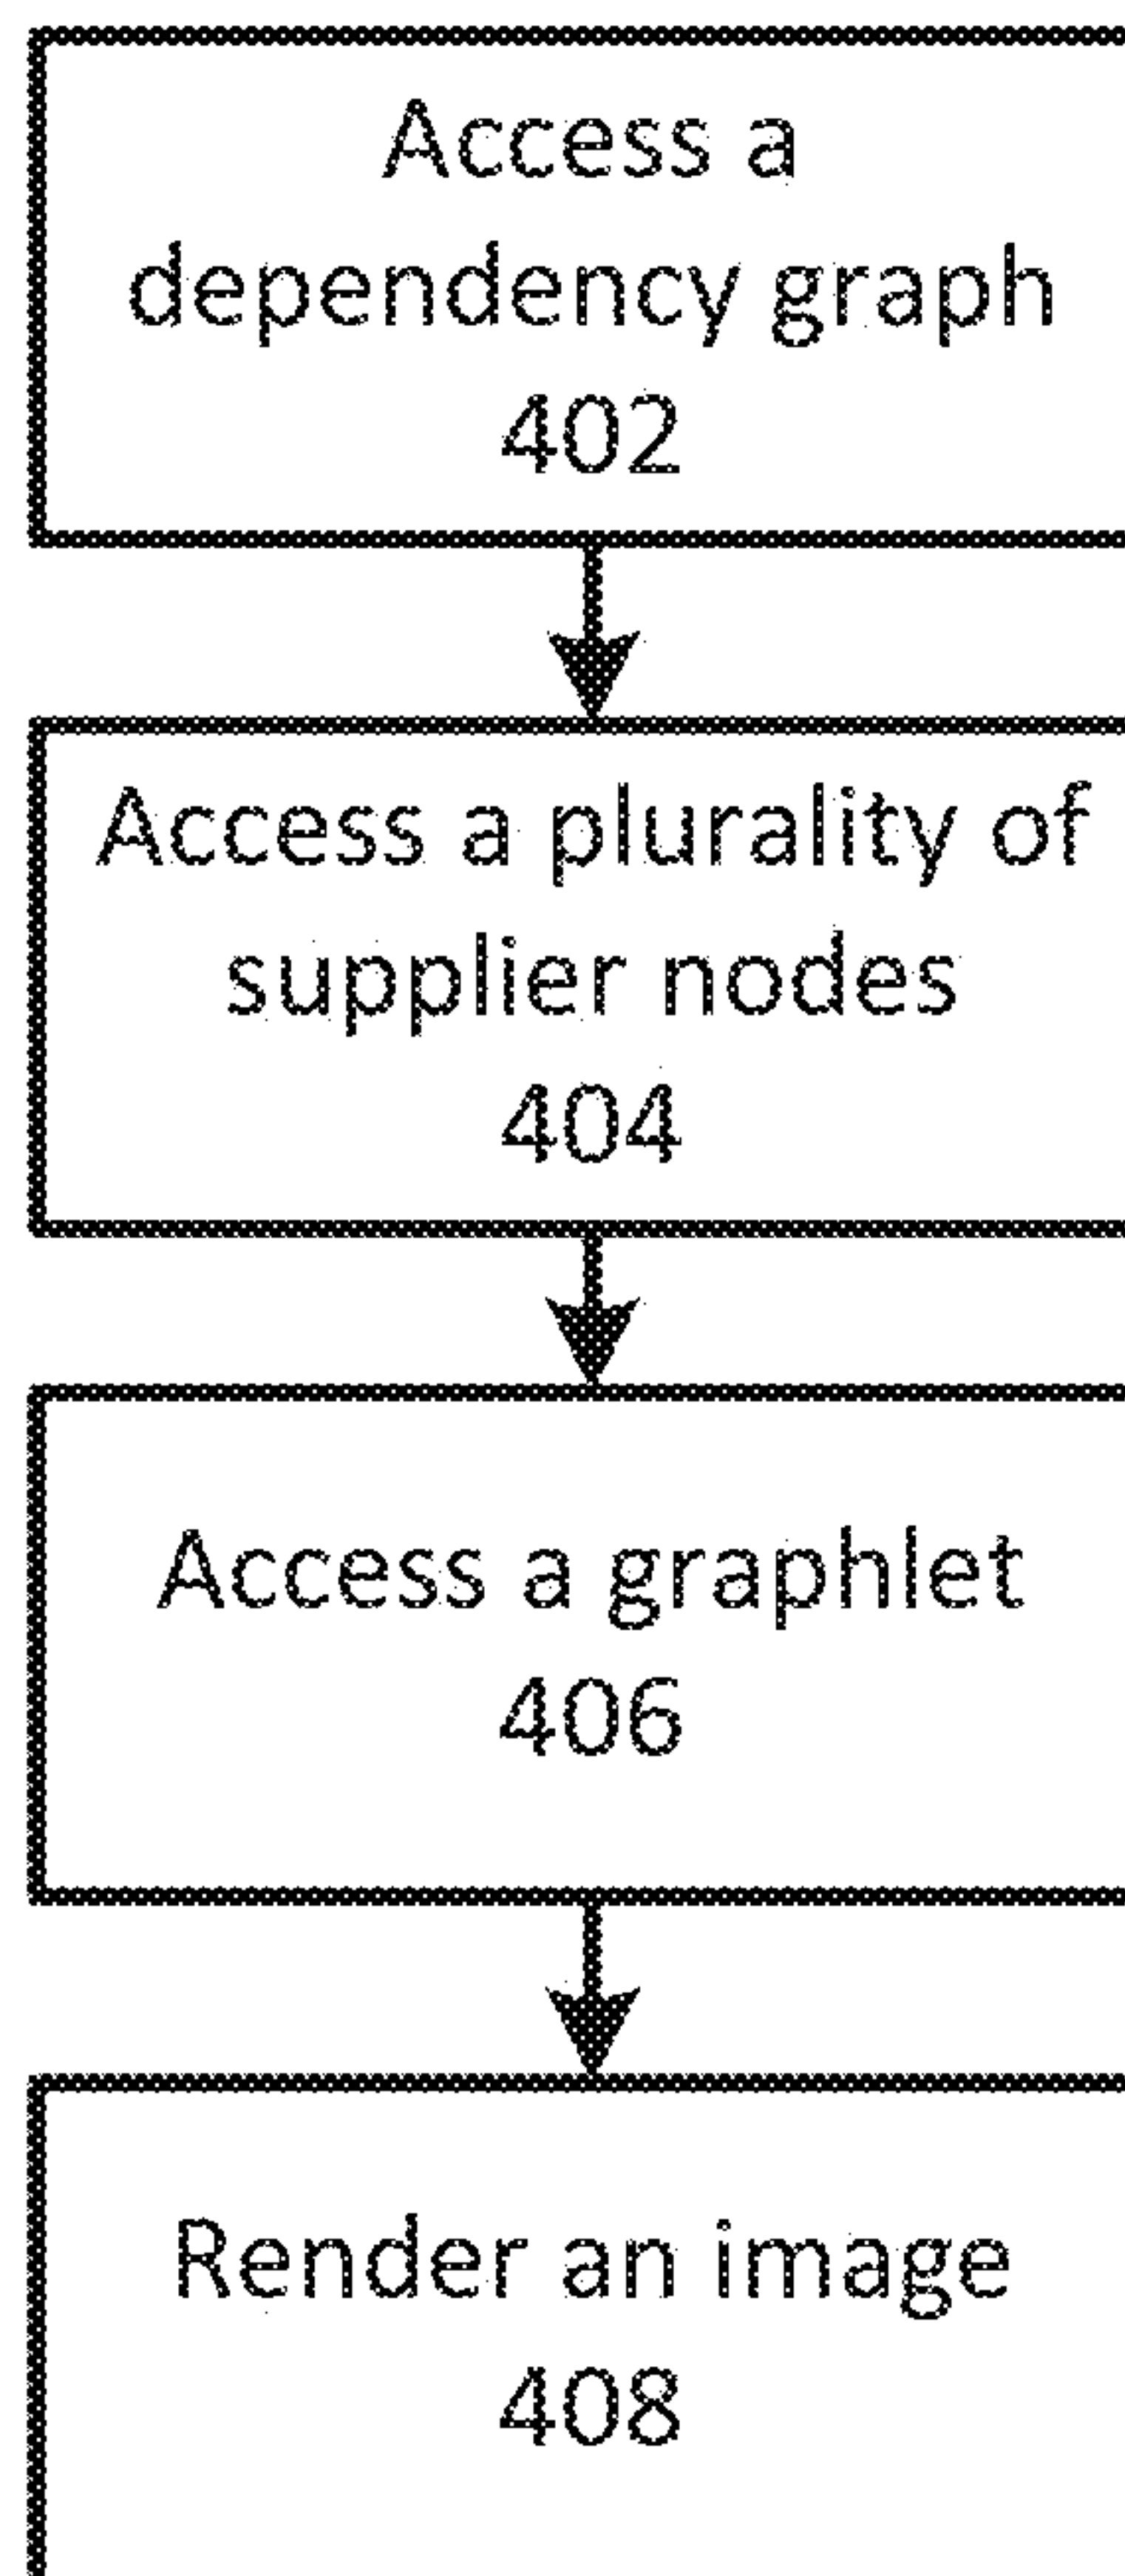 Access a
dependency graph
402
Access a plurality of
supplier nodes
404
Access a graphlet
406
Render an image
408